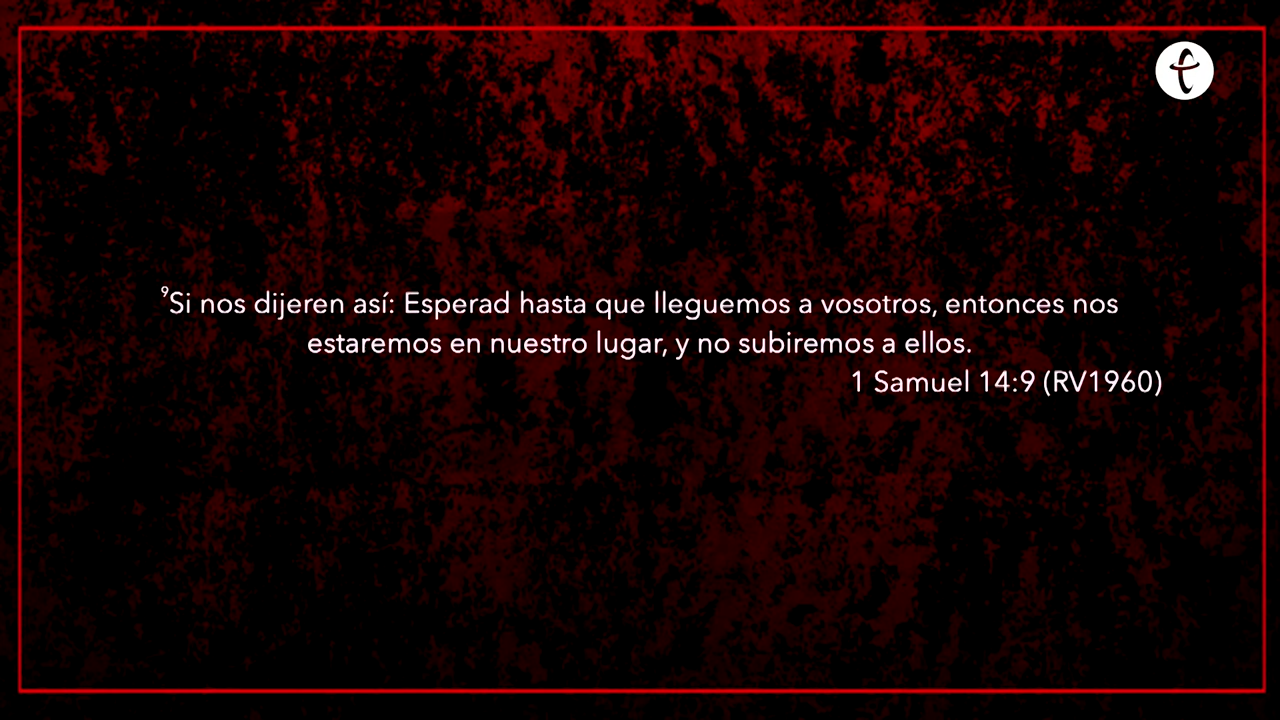 ⁹Si nos dijeren así: Esperad hasta que lleguemos a vosotros, entonces nos
estaremos en nuestro lugar, y no subiremos a ellos.
1 Samuel 14:9 (RV1960)